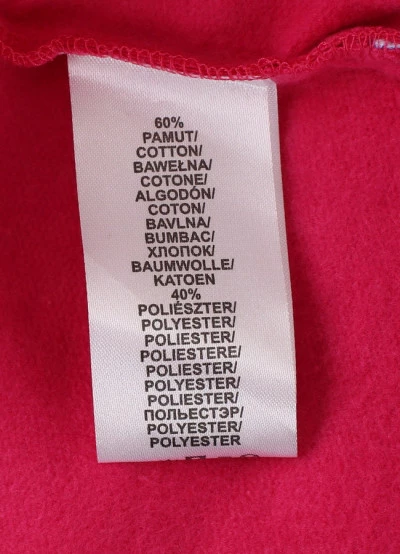 60%
PAMUT/
COTTON/
BAWEŁNA/
COTONE/
ALGODÓN/
COTON/
BAVLNA/
BUMBAC/
ХЛОПОК/
BAUMWOLLE/
KATOEN
40%
POLIÉSZTER/
POLYESTER/
POLIESTER/
POLIESTERE/
POLIESTER/
POLYESTER/
POLIESTER/
ПОЛЬЕСТЭР/
POLYESTER/
POLYESTER